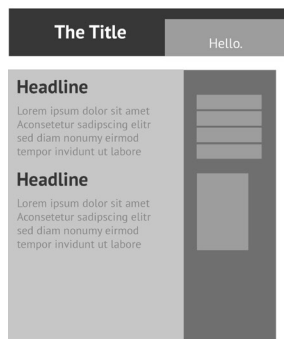 The Title
Hello.
Headline
Lorem ipsum dolor sit amet
Aconsetetur sadipscing elitr
sed diam nonumy eirmod
tempor invidunt ut labore
Headline
Lorem ipsum dolor sit amet
Aconsetetur sadipscing elitr
sed diam nonumy eirmod
tempor invidunt ut labore